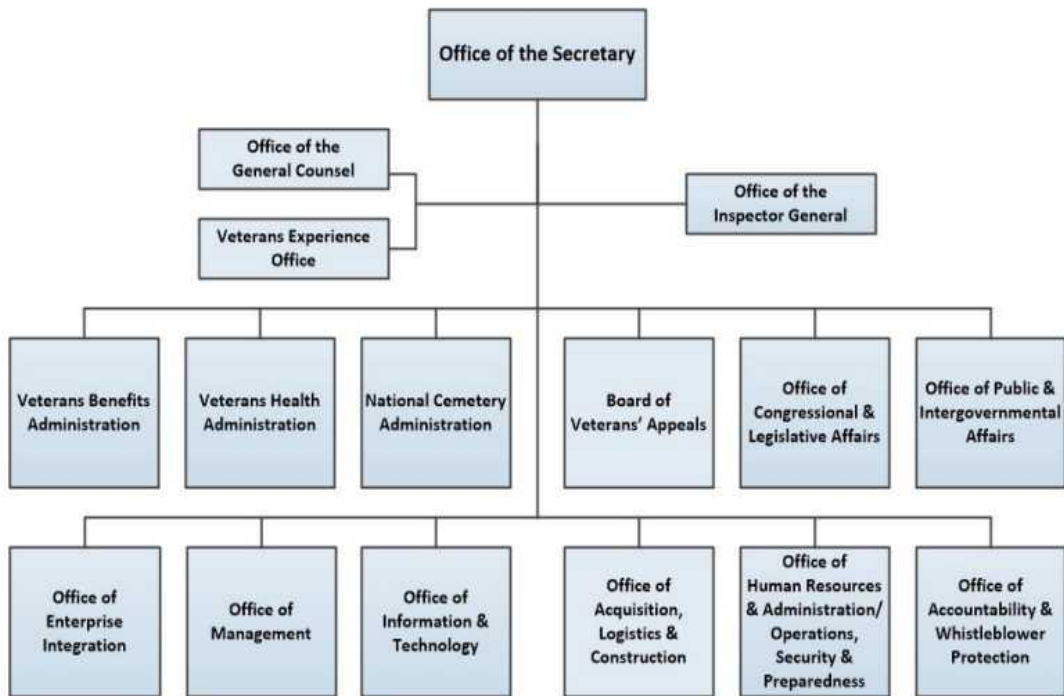 Office of the Secretary
Office of the
General Counsel
Office of the
Inspector General
Veterans Experience
Office
Veterans Benefits
Administration
Veterans Health
Administration
National Cemetery
Administration
Board of
Veterans’ Appeals
Office of
Congressional &
Legislative Affairs
Office of Public &
Intergovernmental
Affairs
Office of
Enterprise
Integration
Office of
Management
Office of
Information &
Technology
Office of
Acquisition,
Logistics &
Construction
Office of
Human Resources
& Administration/
Operations,
Security &
Preparedness
Office of
Accountability &
Whistleblower
Protection